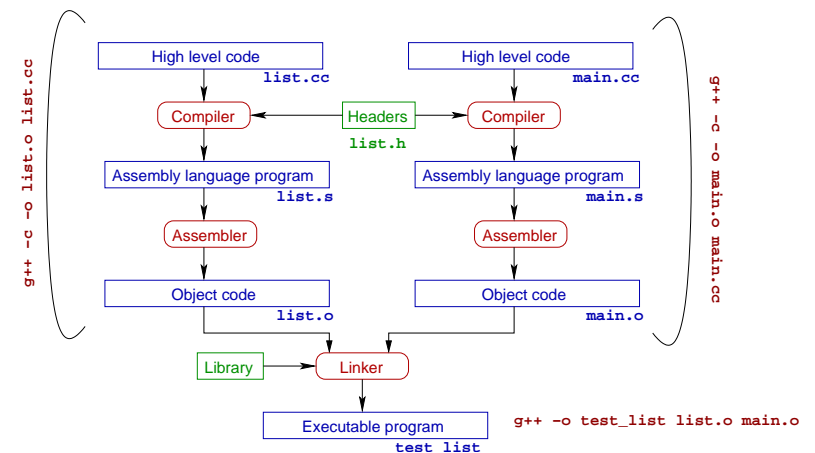 High level code
list.cc
High level code
main.cc
g++ -c -o list.o list.cc
g++ -c -o main.o main.cc
Compiler
Headers
list.h
Compiler
Assembly language program
list.s
Assembly language program
main.s
Assembler
Assembler
Object code
list.o
Object code
main.o
Library
Linker
Executable program
test_list
g++ -o test_list list.o main.o